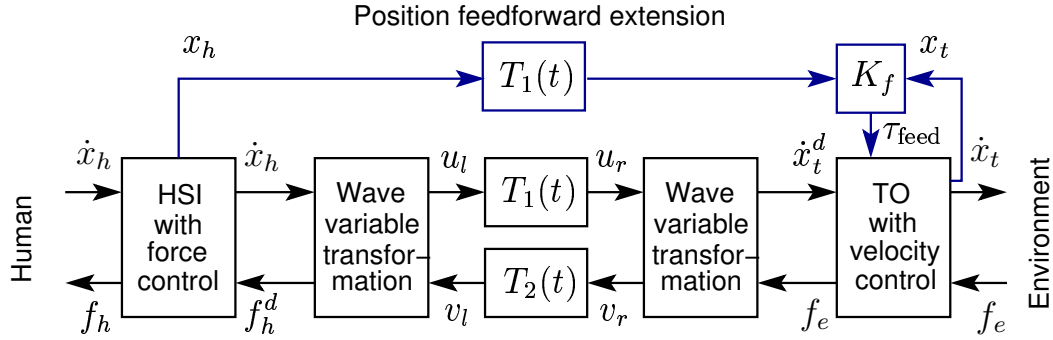 Position feedforward extension
x_h
T_1(t)
K_f
x_t
τ_feed
ẋ_h
ẋ_h
u_l
T_1(t)
u_r
ẋ_t^d
ẋ_t
Human
HSI
with
force
control
Wave
variable
transfor–
mation
Wave
variable
transfor–
mation
TO
with
velocity
control
Environment
T_2(t)
f_h
f_h^d
v_l
v_r
f_e
f_e